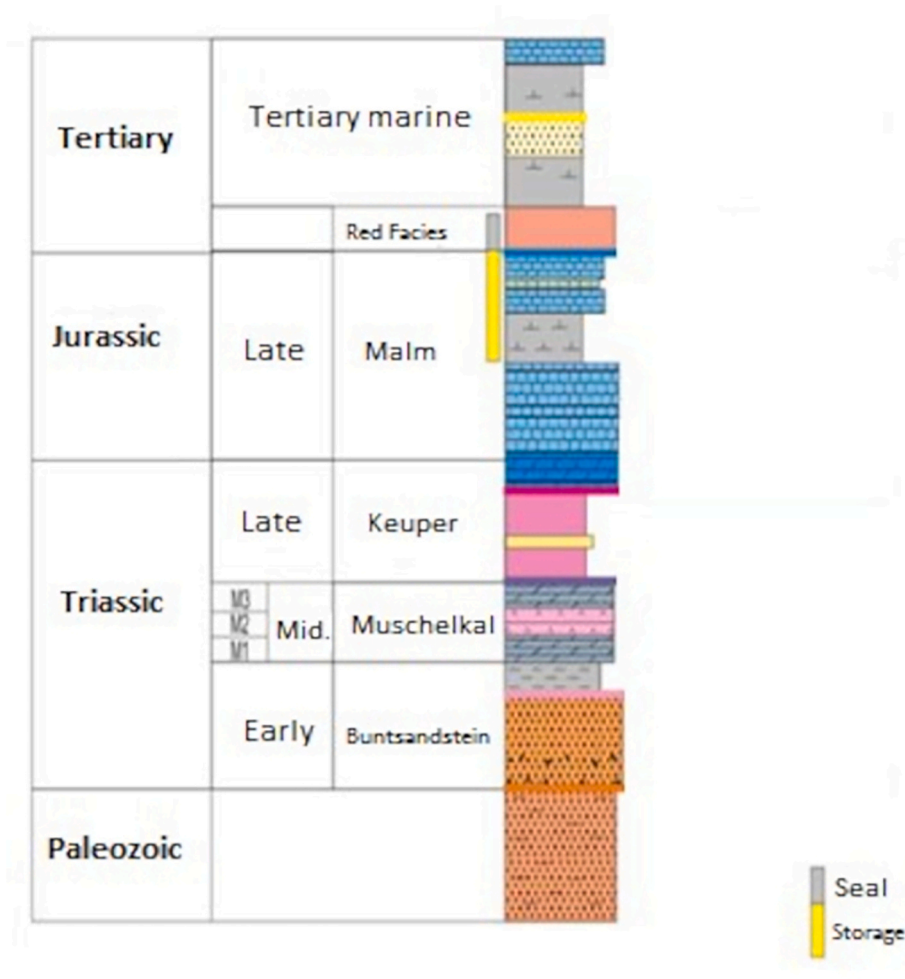 Tertiary
Tertiary marine
Red Facies
Jurassic
Late
Malm
Triassic
Late
Keuper
M3
M2
M1
Mid.
Muschelkal
Early
Buntsandstein
Paleozoic
Seal
Storage